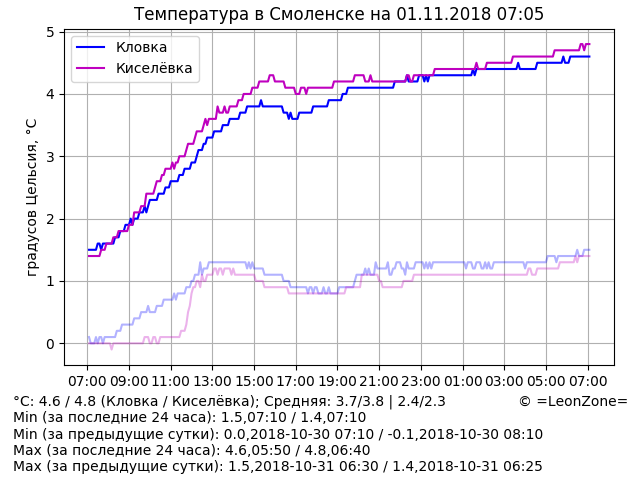 Температура в Смоленске на 01.11.2018 07:05
Кловка
Киселёвка
градусов Цельсия, °C
5
4
3
2
1
0
07:00 09:00 11:00 13:00 15:00 17:00 19:00 21:00 23:00 01:00 03:00 05:00 07:00
°C: 4.6 / 4.8 (Кловка / Киселёвка); Средняя: 3.7/3.8 | 2.4/2.3 © =LeonZone=
Min (за последние 24 часа): 1.5,07:10 / 1.4,07:10
Min (за предыдущие сутки): 0.0,2018-10-30 07:10 / -0.1,2018-10-30 08:10
Max (за последние 24 часа): 4.6,05:50 / 4.8,06:40
Max (за предыдущие сутки): 1.5,2018-10-31 06:30 / 1.4,2018-10-31 06:25